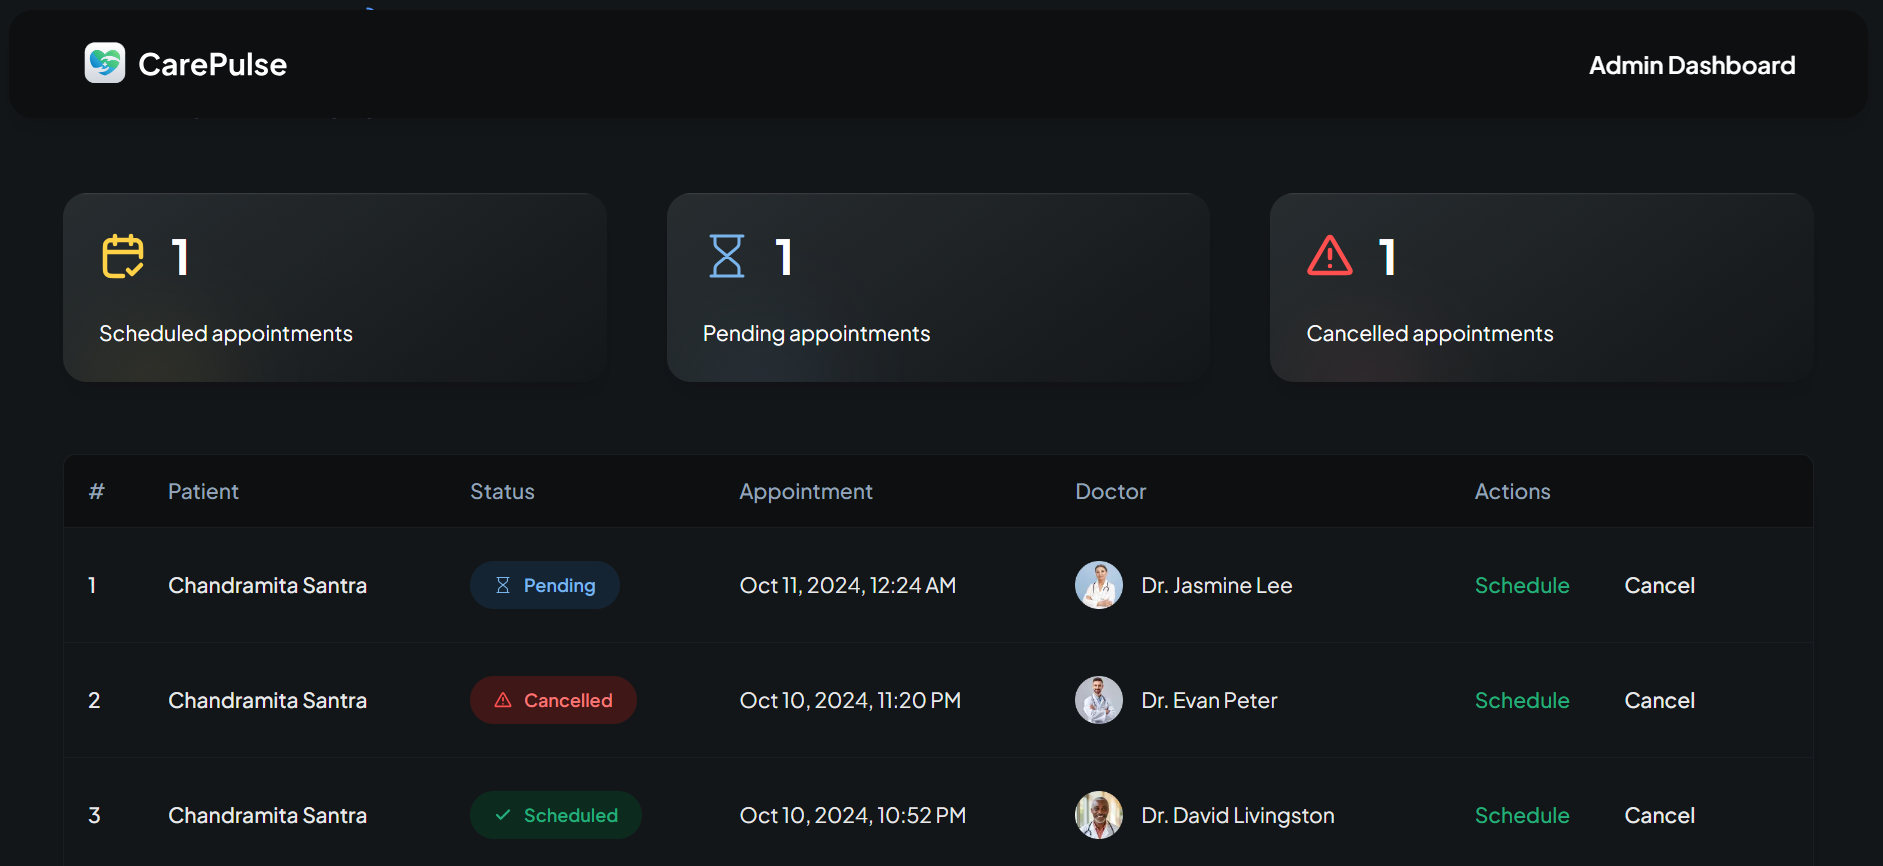 CarePulse
Admin Dashboard
1
Scheduled appointments
1
Pending appointments
1
Cancelled appointments
# Patient Status Appointment Doctor Actions
1 Chandramita Santra Pending Oct 11, 2024, 12:24 AM Dr. Jasmine Lee Schedule Cancel
2 Chandramita Santra Cancelled Oct 10, 2024, 11:20 PM Dr. Evan Peter Schedule Cancel
3 Chandramita Santra Scheduled Oct 10, 2024, 10:52 PM Dr. David Livingston Schedule Cancel